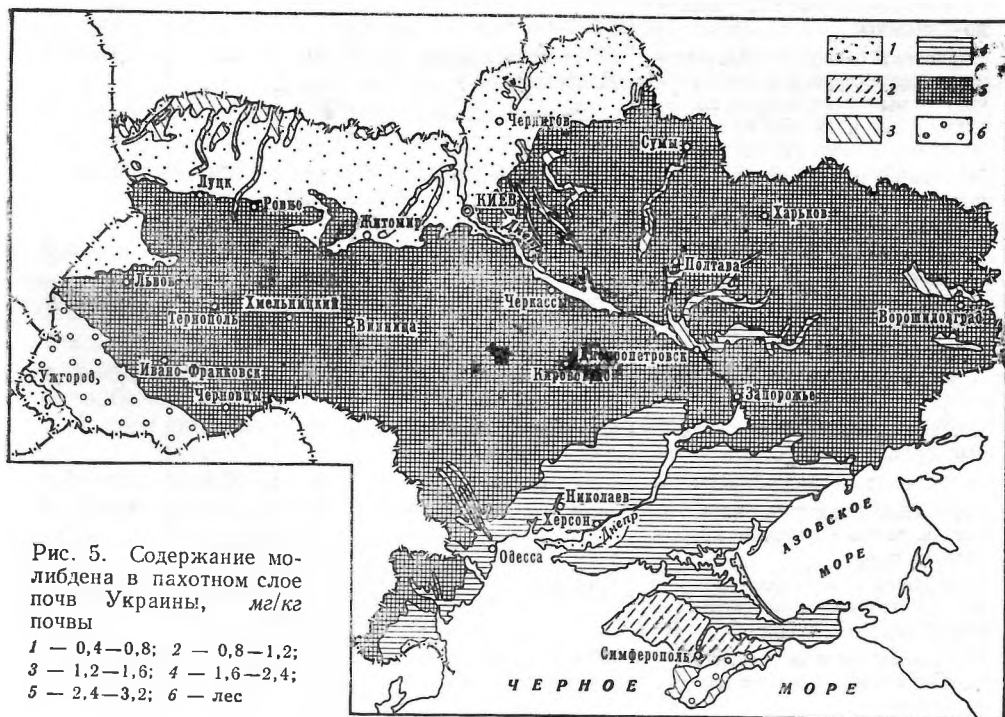 1
4
2
5
3
6
Чернигов
Сумы
Луцк
Ровно
Житомир
КИЕВ
Днепр
Харьков
Полтава
Львов
Тернополь
Хмельницкий
Винница
Черкассы
Ворошиловград
Днепропетровск
Ивано-Франковск
Ужгород
Черновцы
Запорожье
Николаев
Херсон
Днепр
Одесса
АЗОВСКОЕ
МОРЕ
Симферополь
ЧЕРНОЕ МОРЕ
Рис. 5. Содержание мо-
либдена в пахотном слое
почв Украины, мг/кг
почвы
1 — 0,4—0,8; 2 — 0,8—1,2;
3 — 1,2—1,6; 4 — 1,6—2,4;
5 — 2,4—3,2; 6 — лес